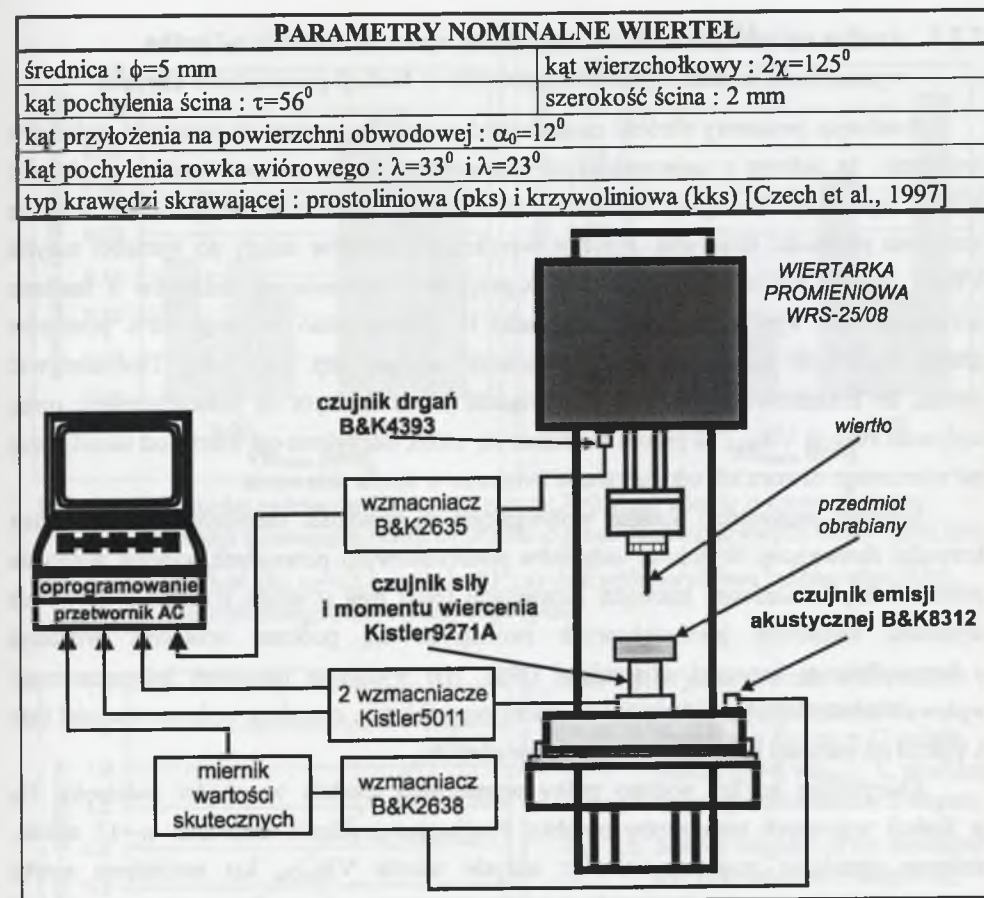 PARAMETRY NOMINALNE WIERTEŁ
średnica : ϕ=5 mm
kąt wierzchołkowy : 2χ=125⁰
kąt pochylenia ścina : τ=56⁰
szerokość ścina : 2 mm
kąt przyłożenia na powierzchni obwodowej : α₀=12⁰
kąt pochylenia rowka wiórowego : λ=33⁰ i λ=23⁰
typ krawędzi skrawającej : prostoliniowa (pks) i krzywoliniowa (kks) [Czech et al., 1997]
WIERTARKA
PROMIENIOWA
WRS-25/08
czujnik drgań
B&K4393
wiertło
wzmacniacz
B&K2635
przedmiot
obrabiany
oprogramowanie
przetwornik AC
czujnik siły
i momentu wiercenia
Kistler9271A
czujnik emisji
akustycznej B&K8312
2 wzmacniacze
Kistler5011
miernik
wartości
skutecznych
wzmacniacz
B&K2638